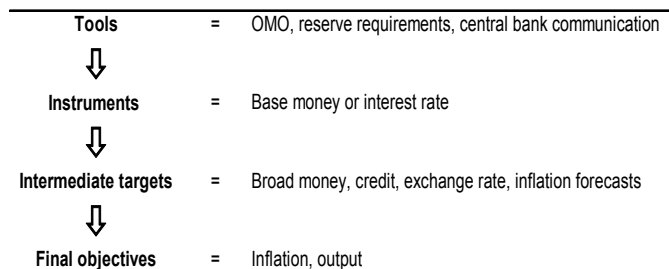 Tools = OMO, reserve requirements, central bank communication
Instruments = Base money or interest rate
Intermediate targets = Broad money, credit, exchange rate, inflation forecasts
Final objectives = Inflation, output